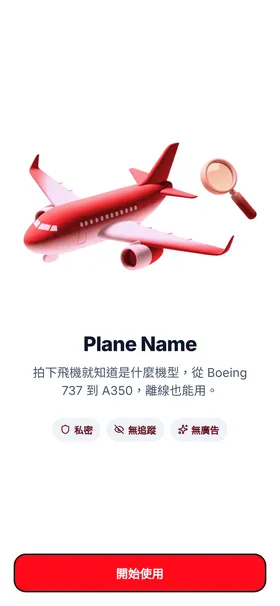 Plane Name
拍下飛機就知道是什麼機型，從 Boeing
737 到 A350，離線也能用。
私密
無追蹤
無廣告
開始使用